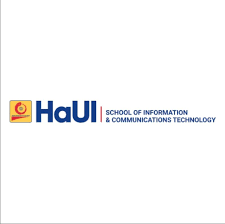 HaUI
SCHOOL OF INFORMATION
& COMMUNICATIONS TECHNOLOGY